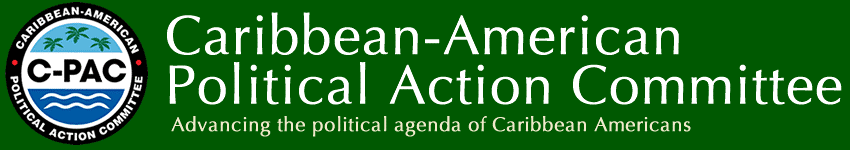 CARIBBEAN-AMERICAN
C-PAC
POLITICAL ACTION COMMITTEE
Caribbean-American
Political Action Committee
Advancing the political agenda of Caribbean Americans